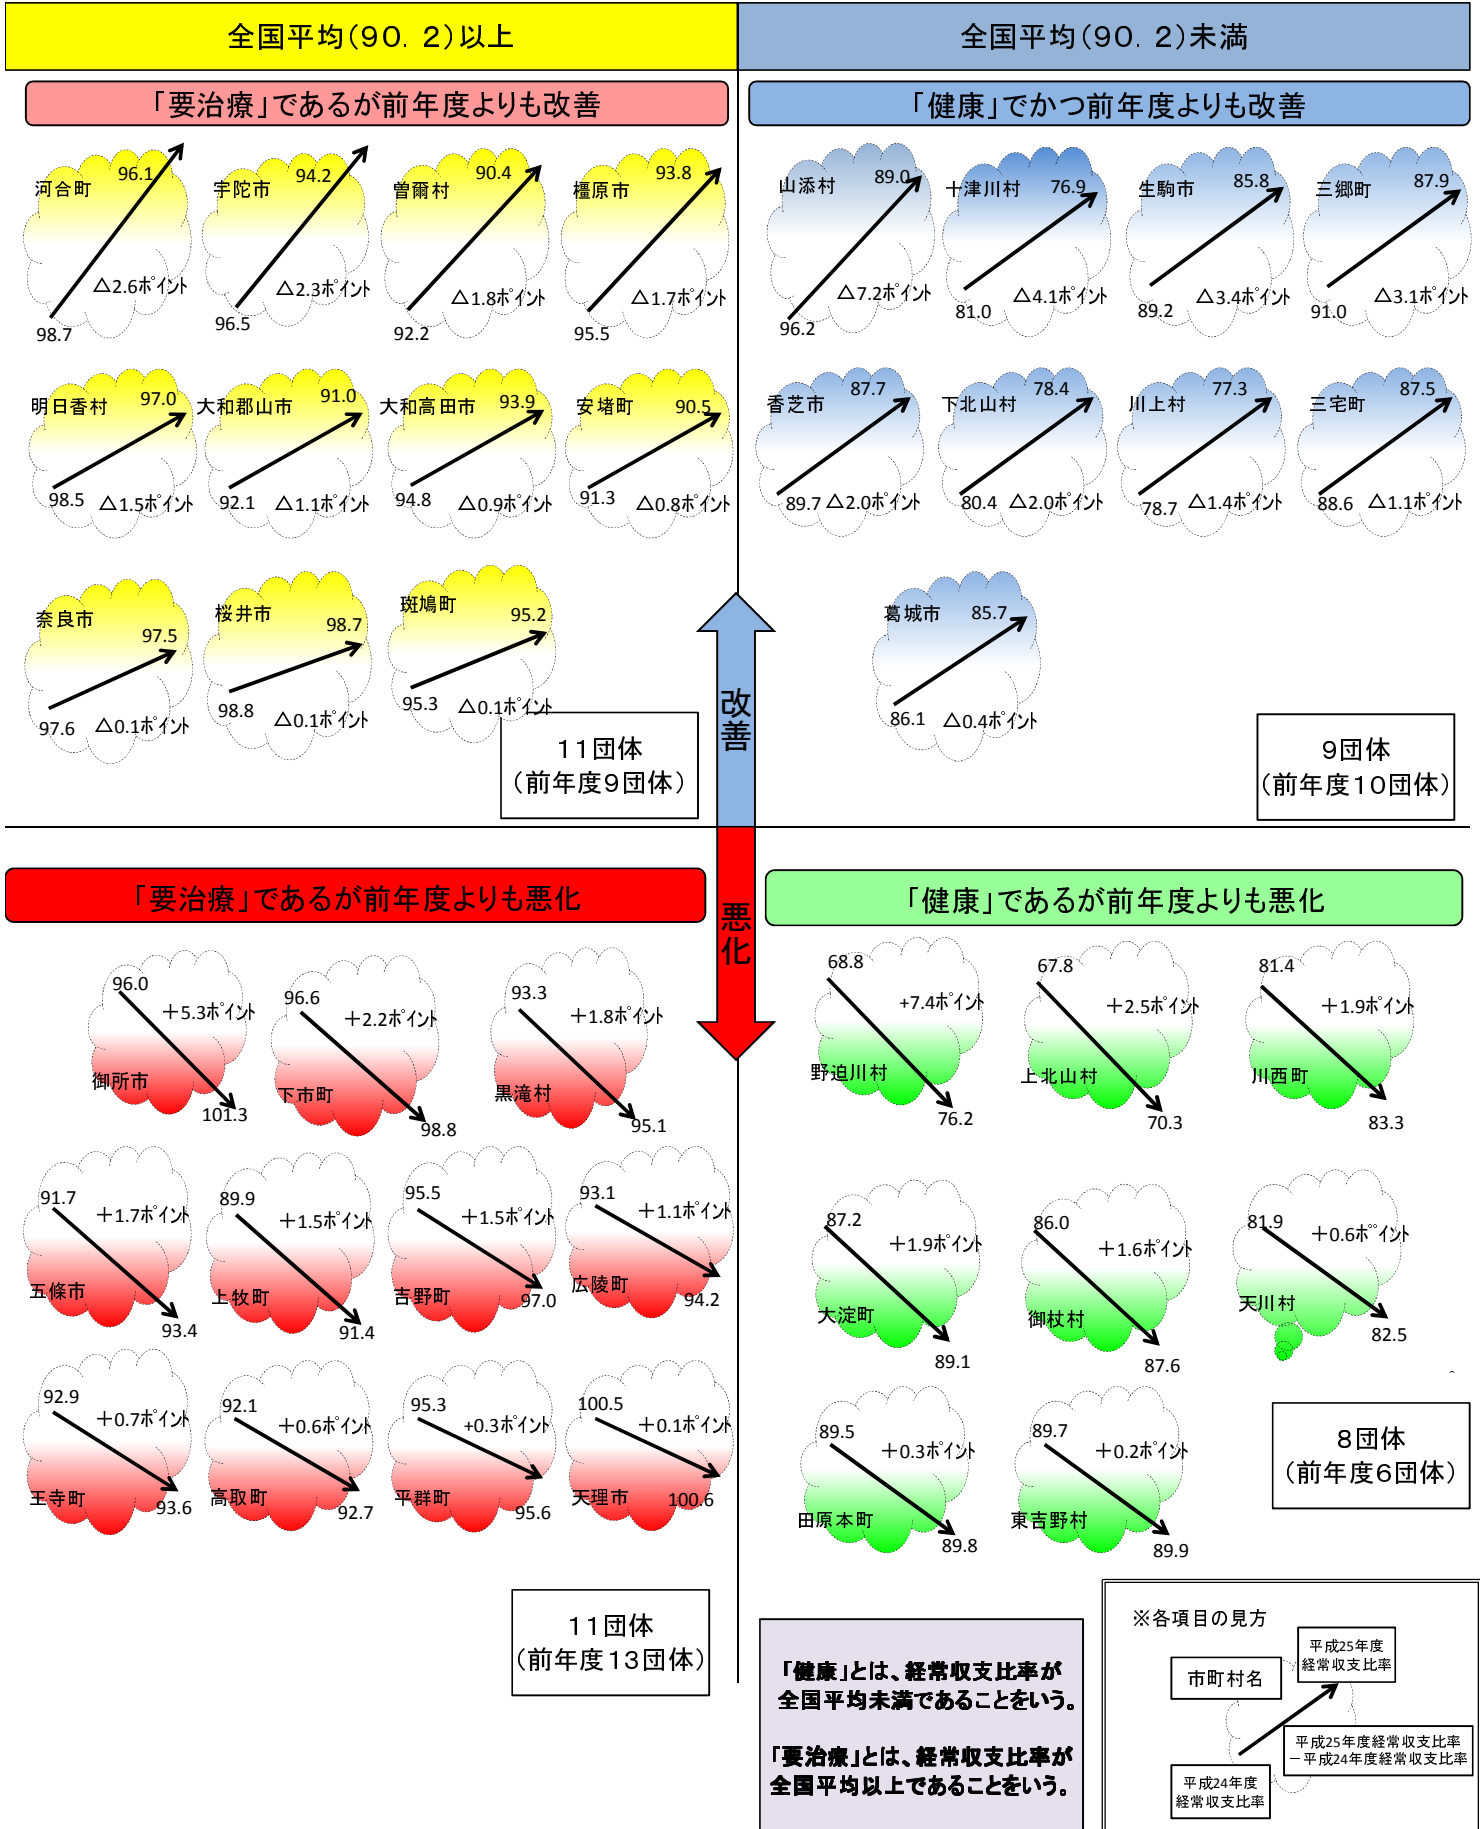 全国平均(90．2)以上
全国平均(90．2)未満
「要治療」であるが前年度よりも改善
「健康」でかつ前年度よりも改善
河合町
96.1
98.7
△2.6ﾎﾟｲﾝﾄ
宇陀市
94.2
96.5
△2.3ﾎﾟｲﾝﾄ
曽爾村
90.4
92.2
△1.8ﾎﾟｲﾝﾄ
橿原市
93.8
95.5
△1.7ﾎﾟｲﾝﾄ
明日香村
97.0
98.5
△1.5ﾎﾟｲﾝﾄ
大和郡山市
91.0
92.1
△1.1ﾎﾟｲﾝﾄ
大和高田市
93.9
94.8
△0.9ﾎﾟｲﾝﾄ
安堵町
90.5
91.3
△0.8ﾎﾟｲﾝﾄ
奈良市
97.5
97.6
△0.1ﾎﾟｲﾝﾄ
桜井市
98.7
98.8
△0.1ﾎﾟｲﾝﾄ
斑鳩町
95.2
95.3
△0.1ﾎﾟｲﾝﾄ
11団体
(前年度9団体)
山添村
89.0
96.2
△7.2ﾎﾟｲﾝﾄ
十津川村
76.9
81.0
△4.1ﾎﾟｲﾝﾄ
生駒市
85.8
89.2
△3.4ﾎﾟｲﾝﾄ
三郷町
87.9
91.0
△3.1ﾎﾟｲﾝﾄ
香芝市
87.7
89.7
△2.0ﾎﾟｲﾝﾄ
下北山村
78.4
80.4
△2.0ﾎﾟｲﾝﾄ
川上村
77.3
78.7
△1.4ﾎﾟｲﾝﾄ
三宅町
87.5
88.6
△1.1ﾎﾟｲﾝﾄ
葛城市
85.7
86.1
△0.4ﾎﾟｲﾝﾄ
9団体
(前年度10団体)
改善
悪化
「要治療」であるが前年度よりも悪化
「健康」であるが前年度よりも悪化
96.0
+5.3ﾎﾟｲﾝﾄ
御所市
101.3
96.6
+2.2ﾎﾟｲﾝﾄ
下市町
98.8
93.3
+1.8ﾎﾟｲﾝﾄ
黒滝村
95.1
91.7
+1.7ﾎﾟｲﾝﾄ
五條市
93.4
89.9
+1.5ﾎﾟｲﾝﾄ
上牧町
91.4
95.5
+1.5ﾎﾟｲﾝﾄ
吉野町
97.0
93.1
+1.1ﾎﾟｲﾝﾄ
広陵町
94.2
92.9
+0.7ﾎﾟｲﾝﾄ
王寺町
93.6
92.1
+0.6ﾎﾟｲﾝﾄ
高取町
92.7
95.3
+0.3ﾎﾟｲﾝﾄ
平群町
95.6
100.5
+0.1ﾎﾟｲﾝﾄ
天理市
100.6
11団体
(前年度13団体)
68.8
+7.4ﾎﾟｲﾝﾄ
野迫川村
76.2
67.8
+2.5ﾎﾟｲﾝﾄ
上北山村
70.3
81.4
+1.9ﾎﾟｲﾝﾄ
川西町
83.3
87.2
+1.9ﾎﾟｲﾝﾄ
大淀町
89.1
86.0
+1.6ﾎﾟｲﾝﾄ
御杖村
87.6
81.9
+0.6ﾎﾟｲﾝﾄ
天川村
82.5
89.5
+0.3ﾎﾟｲﾝﾄ
田原本町
89.8
89.7
+0.2ﾎﾟｲﾝﾄ
東吉野村
89.9
8団体
(前年度6団体)
「健康」とは、経常収支比率が
全国平均未満であることをいう。
「要治療」とは、経常収支比率が
全国平均以上であることをいう。
※各項目の見方
平成25年度
経常収支比率
市町村名
平成25年度経常収支比率
－平成24年度経常収支比率
平成24年度
経常収支比率